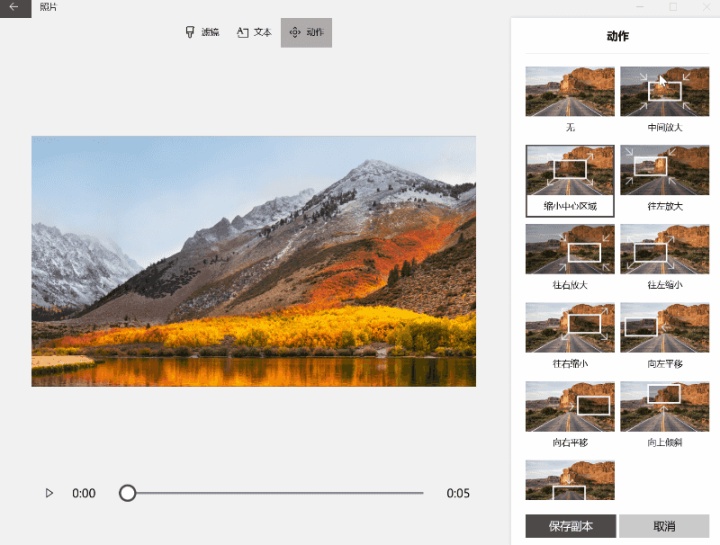 照片
滤镜
文本
动作
动作
无
中间放大
缩小中心区域
往左放大
往右放大
往左缩小
往右缩小
向左平移
向右平移
向上倾斜
0:00
0:05
保存副本
取消